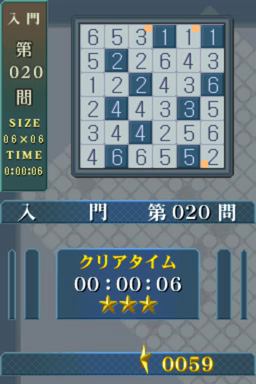 入門
第
020
問
SIZE
06×06
TIME
0:00:06
6 5 3 1 1 1
5 2 2 6 4 3
1 2 2 4 3 6
2 4 4 3 3 5
3 4 4 2 5 6
4 6 6 5 5 2
入 門 第020問
クリアタイム
00:00:06
0059